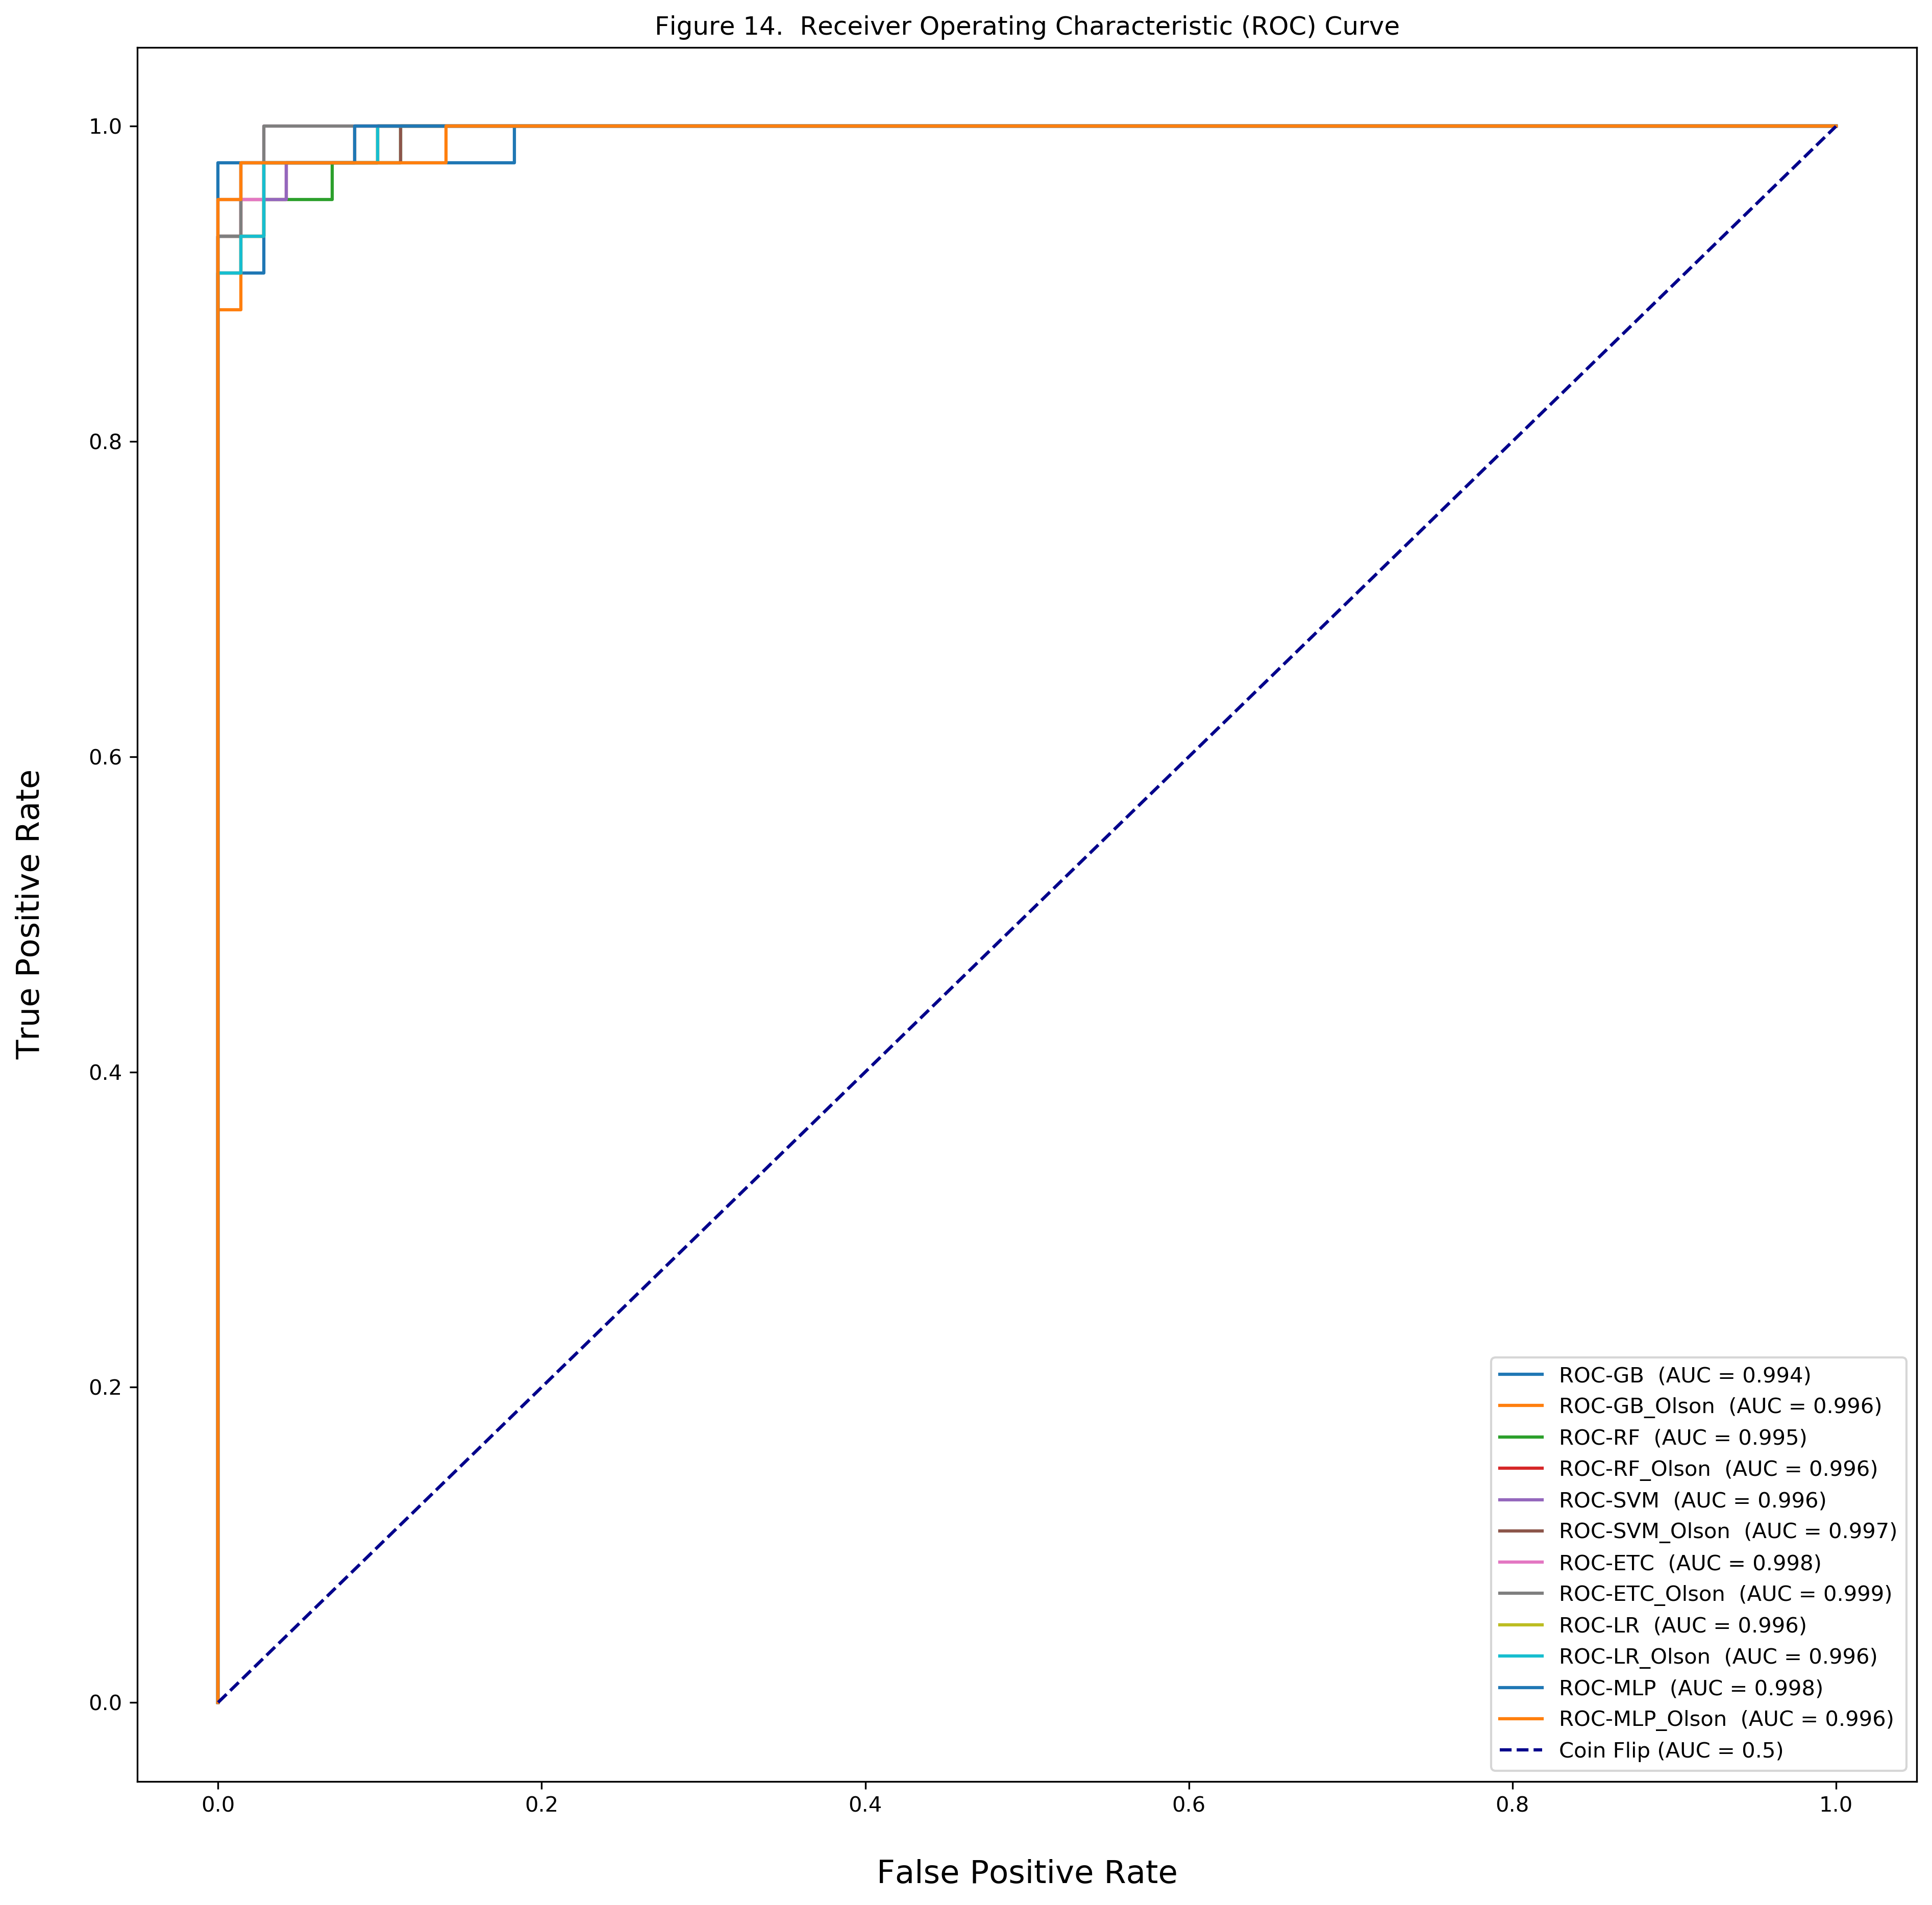 Figure 14.  Receiver Operating Characteristic (ROC) Curve
1.0
0.8
0.6
0.4
0.2
0.0
True Positive Rate
0.0 0.2 0.4 0.6 0.8 1.0
False Positive Rate
ROC-GB  (AUC = 0.994)
ROC-GB_Olson  (AUC = 0.996)
ROC-RF  (AUC = 0.995)
ROC-RF_Olson  (AUC = 0.996)
ROC-SVM  (AUC = 0.996)
ROC-SVM_Olson  (AUC = 0.997)
ROC-ETC  (AUC = 0.998)
ROC-ETC_Olson  (AUC = 0.999)
ROC-LR  (AUC = 0.996)
ROC-LR_Olson  (AUC = 0.996)
ROC-MLP  (AUC = 0.998)
ROC-MLP_Olson  (AUC = 0.996)
Coin Flip (AUC = 0.5)